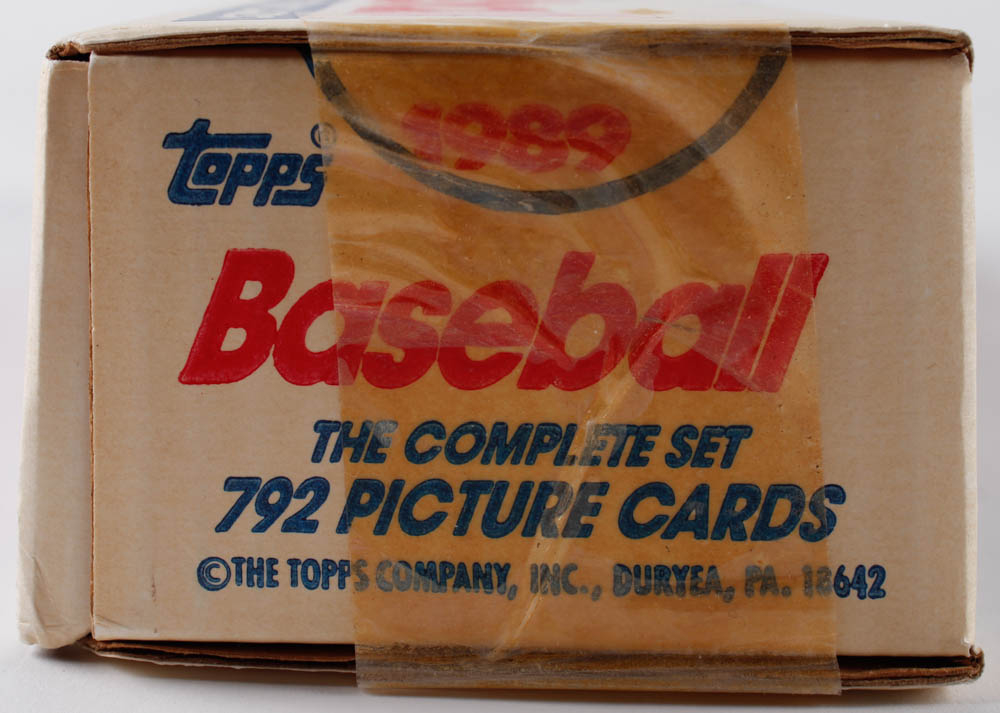 1989
topps®
Baseball
THE COMPLETE SET
792 PICTURE CARDS
©THE TOPPS COMPANY, INC., DURYEA, PA. 18642